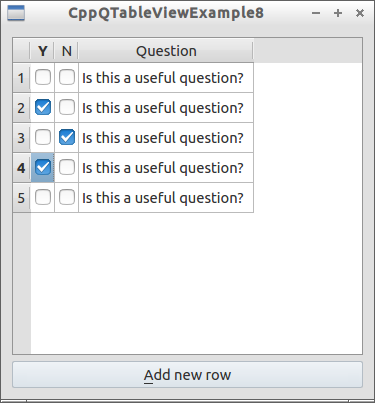 CppQTableViewExample8
Y N Question
1 Is this a useful question?
2 Is this a useful question?
3 Is this a useful question?
4 Is this a useful question?
5 Is this a useful question?
Add new row